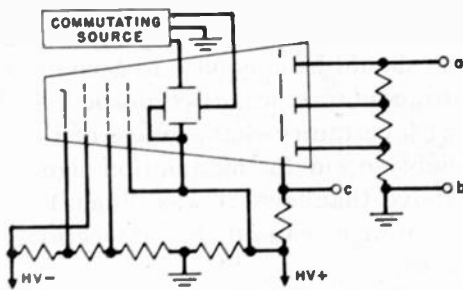 COMMUTATING
SOURCE
a
c
b
HV-
HV+